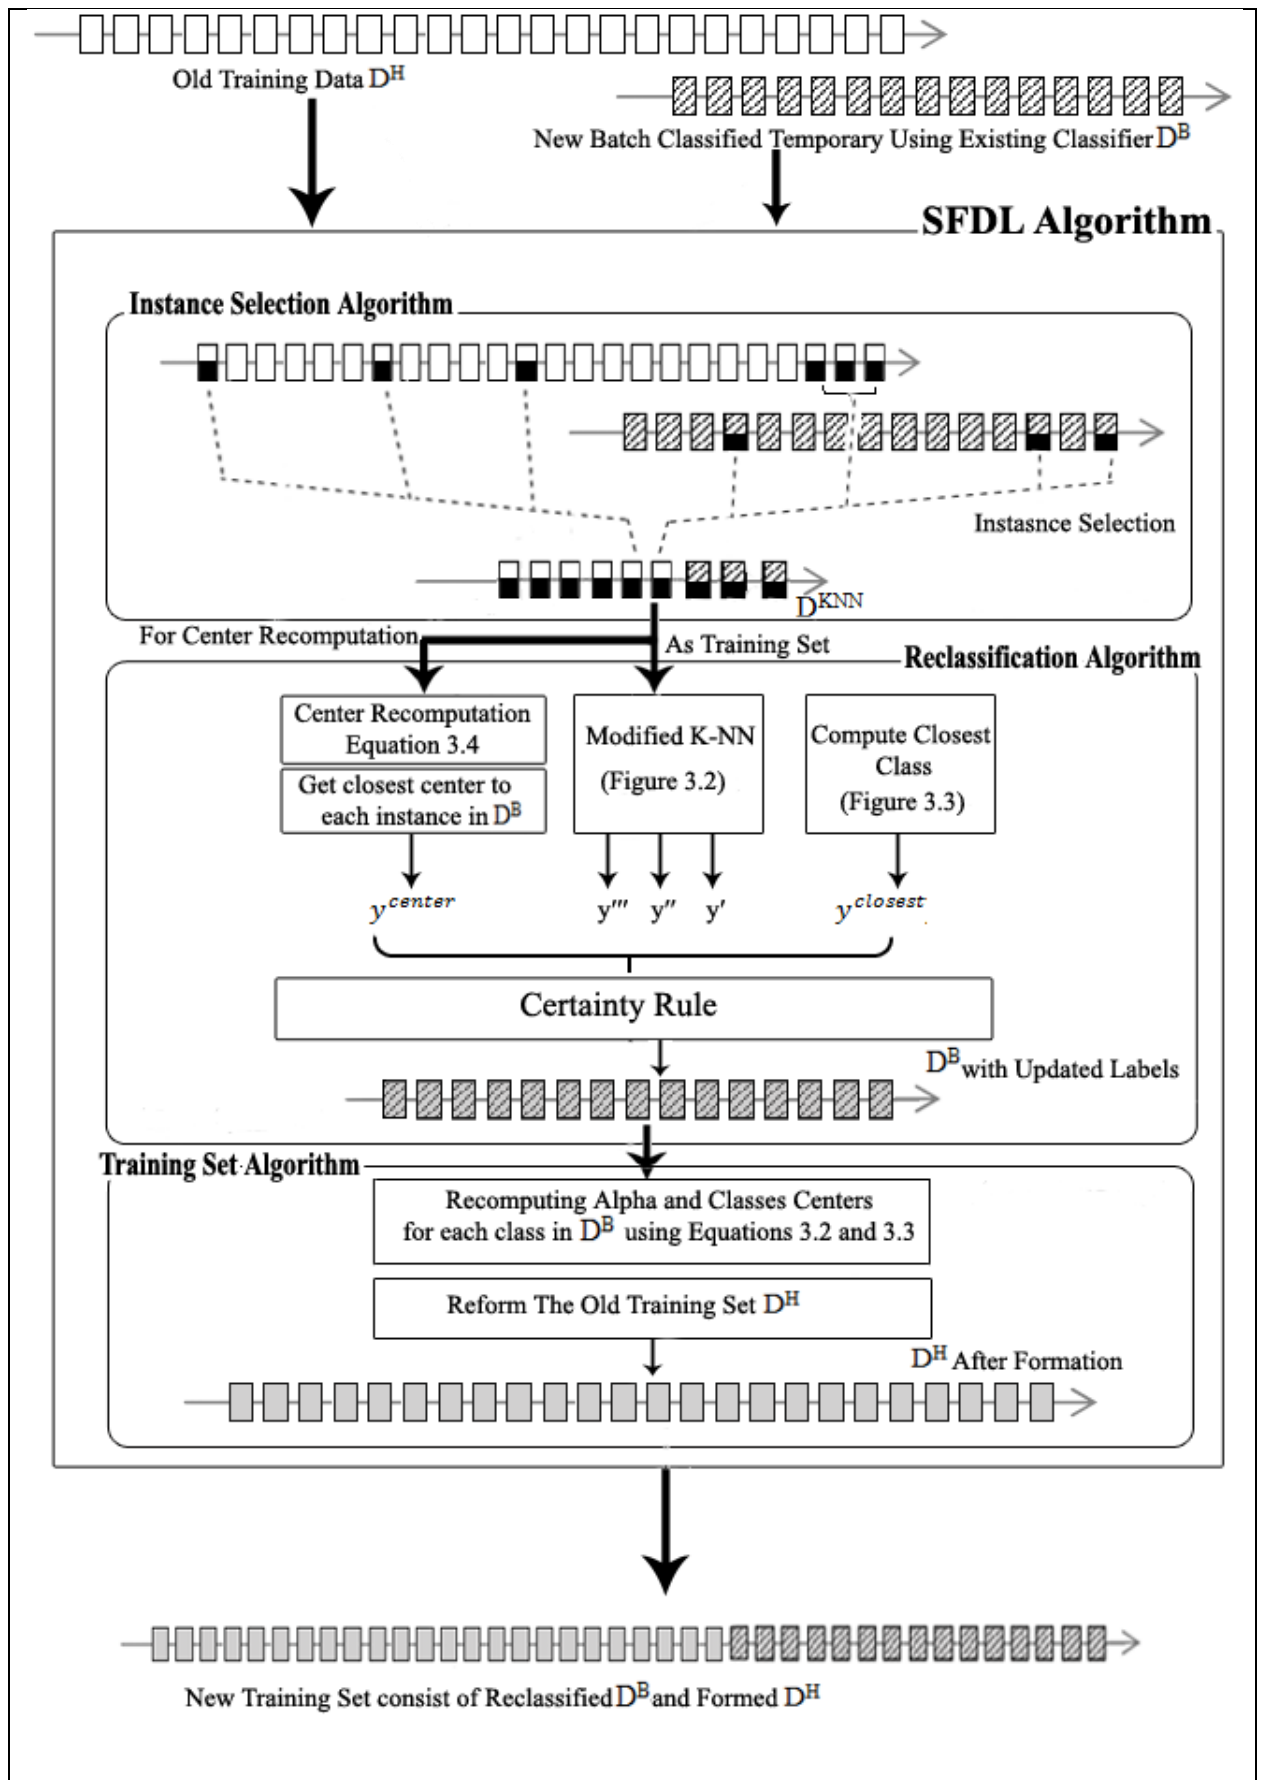 Old Training Data D^H
New Batch Classified Temporary Using Existing Classifier D^B
SFDL Algorithm
Instance Selection Algorithm
Instasnce Selection
D^KNN
For Center Recomputation
As Training Set
Reclassification Algorithm
Center Recomputation
Equation 3.4
Get closest center to
each instance in D^B
Modified K-NN
(Figure 3.2)
Compute Closest
Class
(Figure 3.3)
y^center
y''' y'' y'
y^closest
Certainty Rule
D^B with Updated Labels
Training Set Algorithm
Recomputing Alpha and Classes Centers
for each class in D^B using Equations 3.2 and 3.3
Reform The Old Training Set D^H
D^H After Formation
New Training Set consist of Reclassified D^B and Formed D^H